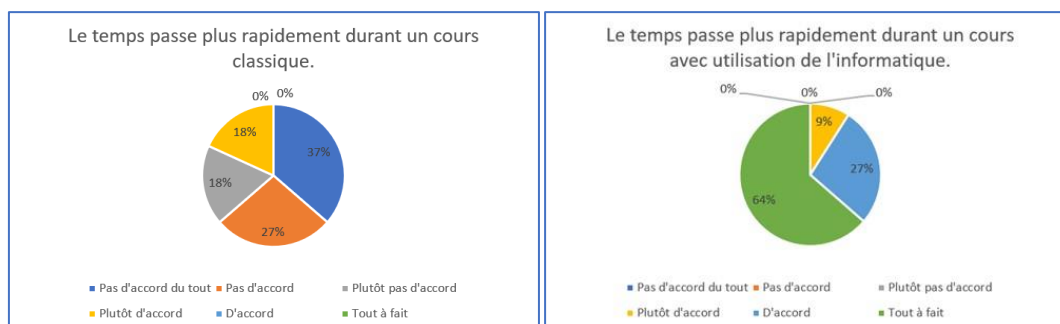 Le temps passe plus rapidement durant un cours
classique.
0% 0%
18%
37%
18%
27%
Pas d'accord du tout Pas d'accord Plutôt pas d'accord
Plutôt d'accord D'accord Tout à fait
Le temps passe plus rapidement durant un cours
avec utilisation de l'informatique.
0% 0% 0%
9%
27%
64%
Pas d'accord du tout Pas d'accord Plutôt pas d'accord
Plutôt d'accord D'accord Tout à fait